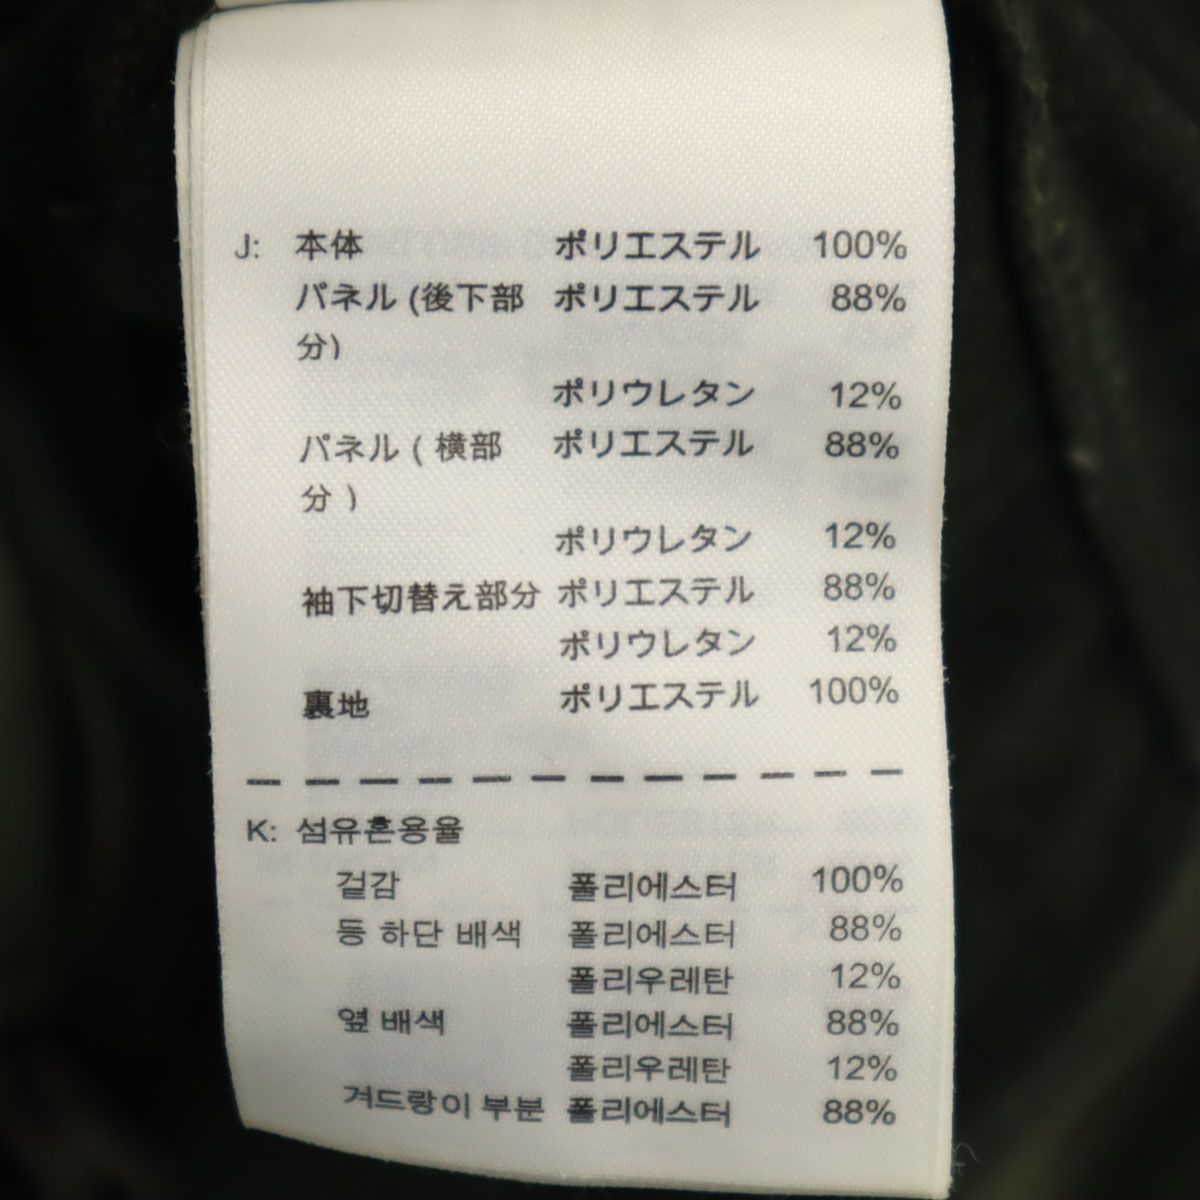 J: 本体 ポリエステル 100%
パネル (後下部 ポリエステル 88%
分)
ポリウレタン 12%
パネル ( 横部 ポリエステル 88%
分 )
ポリウレタン 12%
袖下切替え部分 ポリエステル 88%
ポリウレタン 12%
裏地 ポリエステル 100%
K: 섬유혼용율
겉감 폴리에스터 100%
등 하단 배색 폴리에스터 88%
폴리우레탄 12%
옆 배색 폴리에스터 88%
폴리우레탄 12%
겨드랑이 부분 폴리에스터 88%